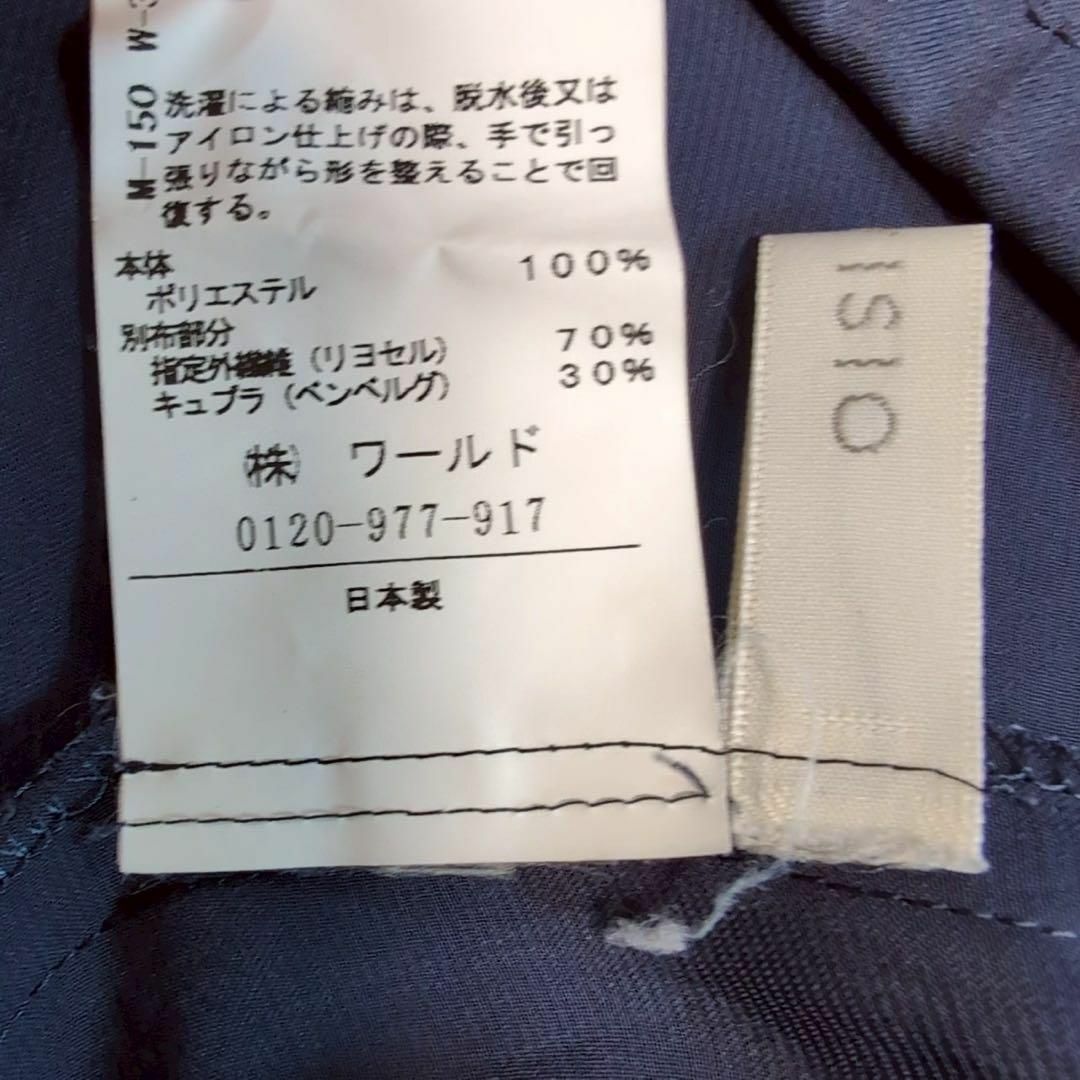 M-150 W-3
洗濯による縮みは、脱水後又は
アイロン仕上げの際、手で引っ
張りながら形を整えることで回
復する。
本体
ポリエステル 100%
別布部分
指定外繊維（リヨセル） 70%
キュプラ（ベンベルグ） 30%
(株) ワールド
0120-977-917
日本製
OISI